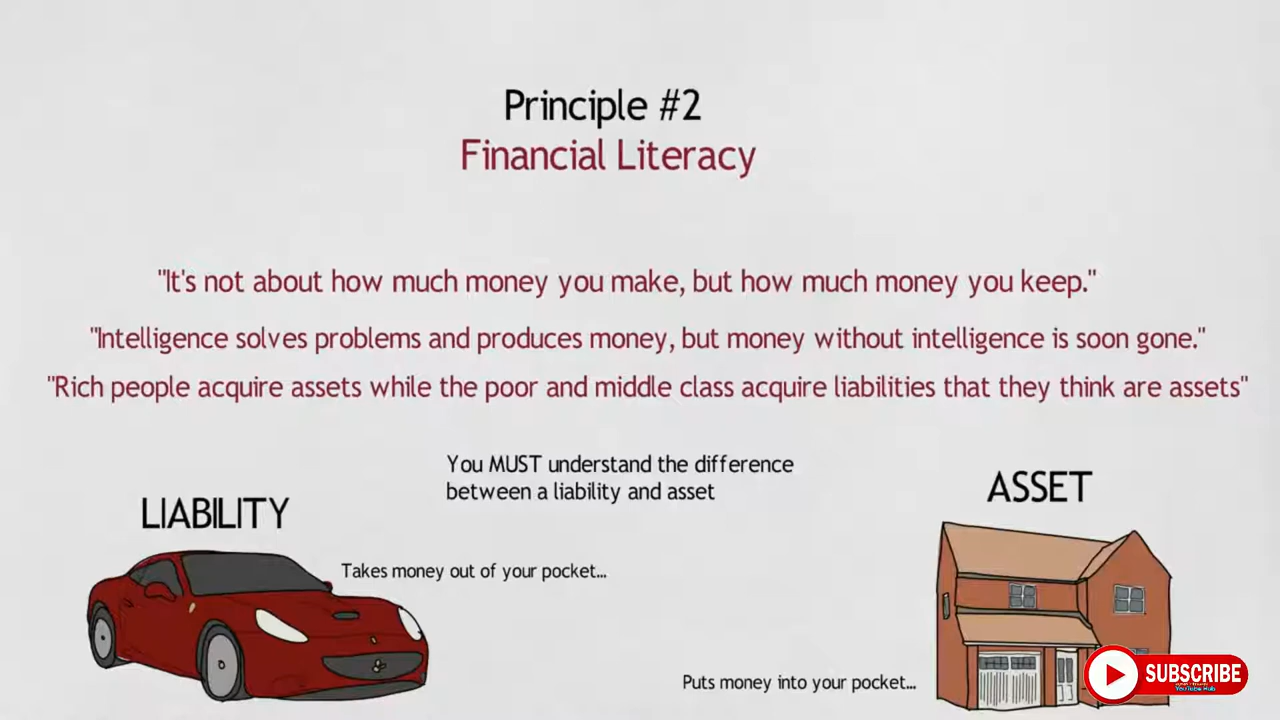 Principle #2
Financial Literacy
"It's not about how much money you make, but how much money you keep."
"Intelligence solves problems and produces money, but money without intelligence is soon gone."
"Rich people acquire assets while the poor and middle class acquire liabilities that they think are assets"
You MUST understand the difference
between a liability and asset
LIABILITY
ASSET
Takes money out of your pocket...
Puts money into your pocket...
SUBSCRIBE
YouTube Hub